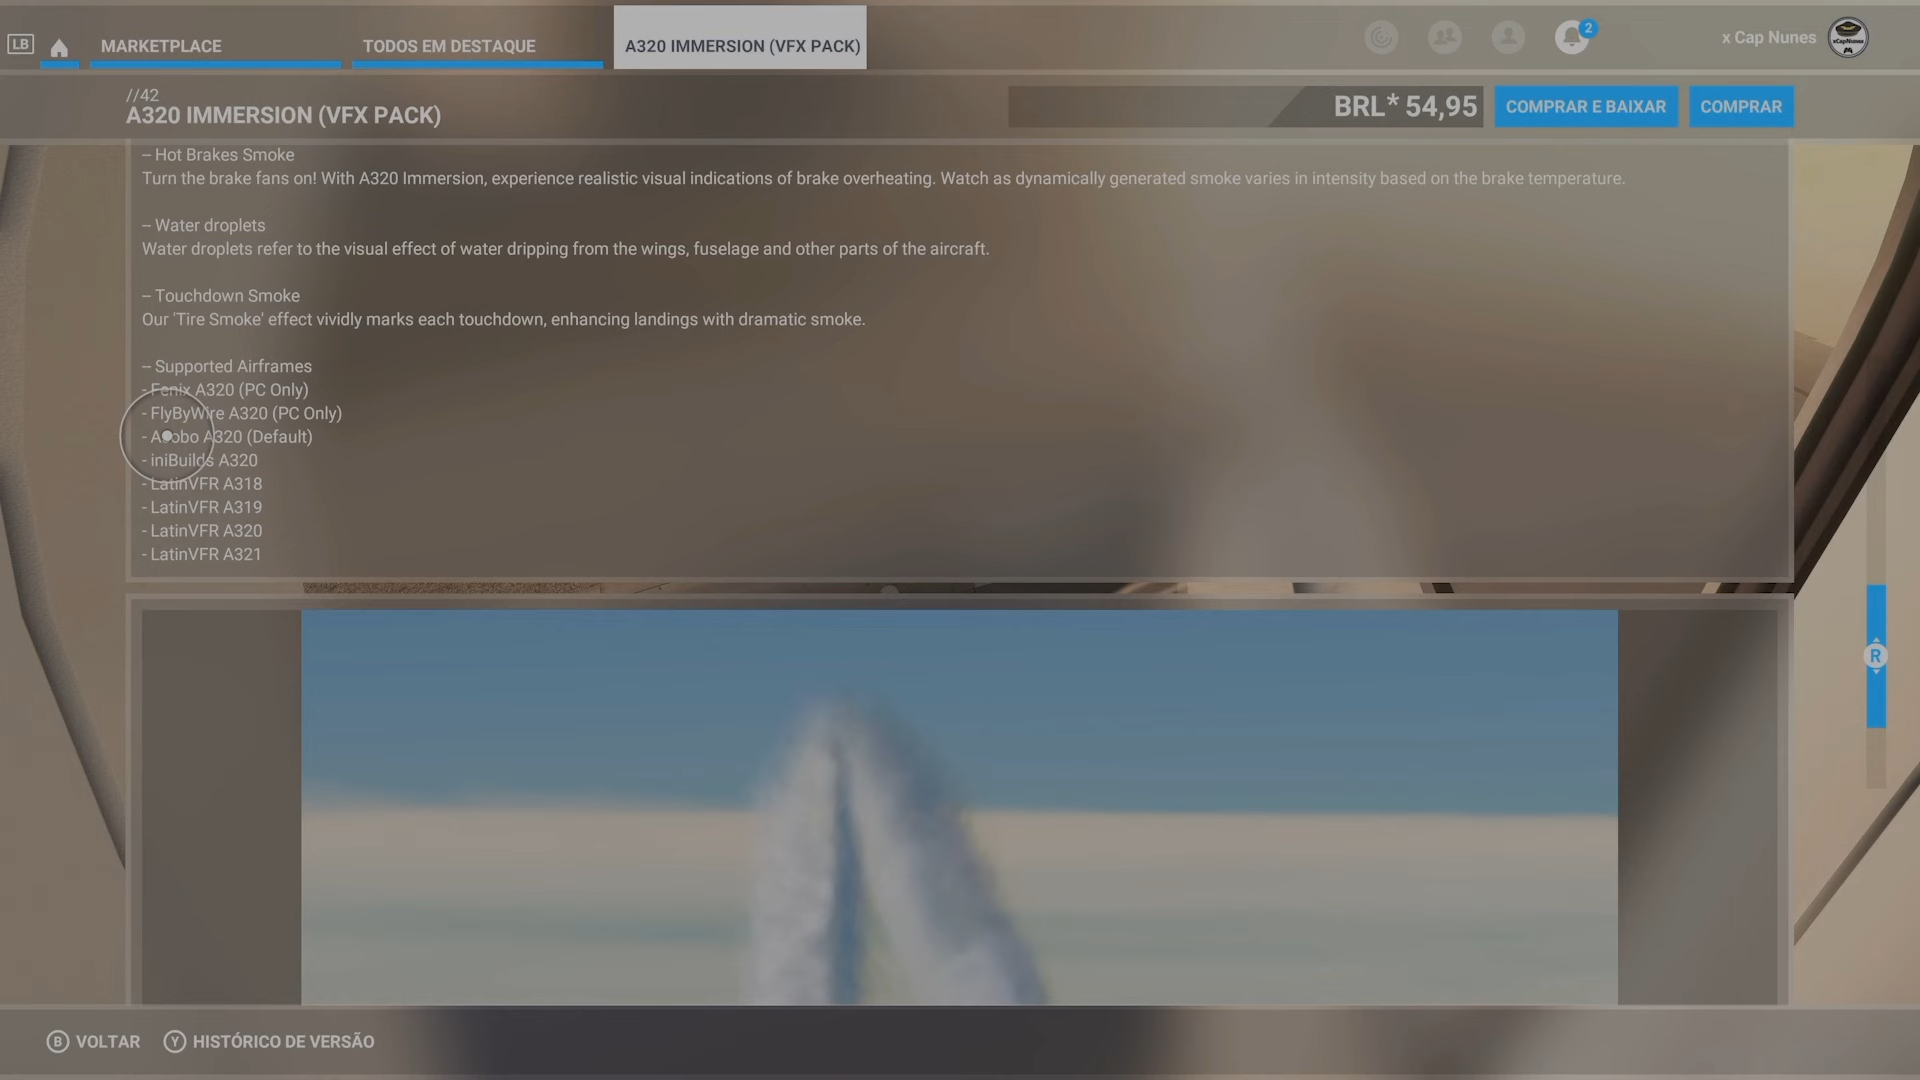 LB
MARKETPLACE
TODOS EM DESTAQUE
A320 IMMERSION (VFX PACK)
2
x Cap Nunes
//42
A320 IMMERSION (VFX PACK)
BRL* 54,95
COMPRAR E BAIXAR
COMPRAR
-- Hot Brakes Smoke
Turn the brake fans on! With A320 Immersion, experience realistic visual indications of brake overheating. Watch as dynamically generated smoke varies in intensity based on the brake temperature.
-- Water droplets
Water droplets refer to the visual effect of water dripping from the wings, fuselage and other parts of the aircraft.
-- Touchdown Smoke
Our 'Tire Smoke' effect vividly marks each touchdown, enhancing landings with dramatic smoke.
-- Supported Airframes
- Fenix A320 (PC Only)
- FlyByWire A320 (PC Only)
- Asobo A320 (Default)
- iniBuilds A320
- LatinVFR A318
- LatinVFR A319
- LatinVFR A320
- LatinVFR A321
R
B VOLTAR
Y HISTÓRICO DE VERSÃO